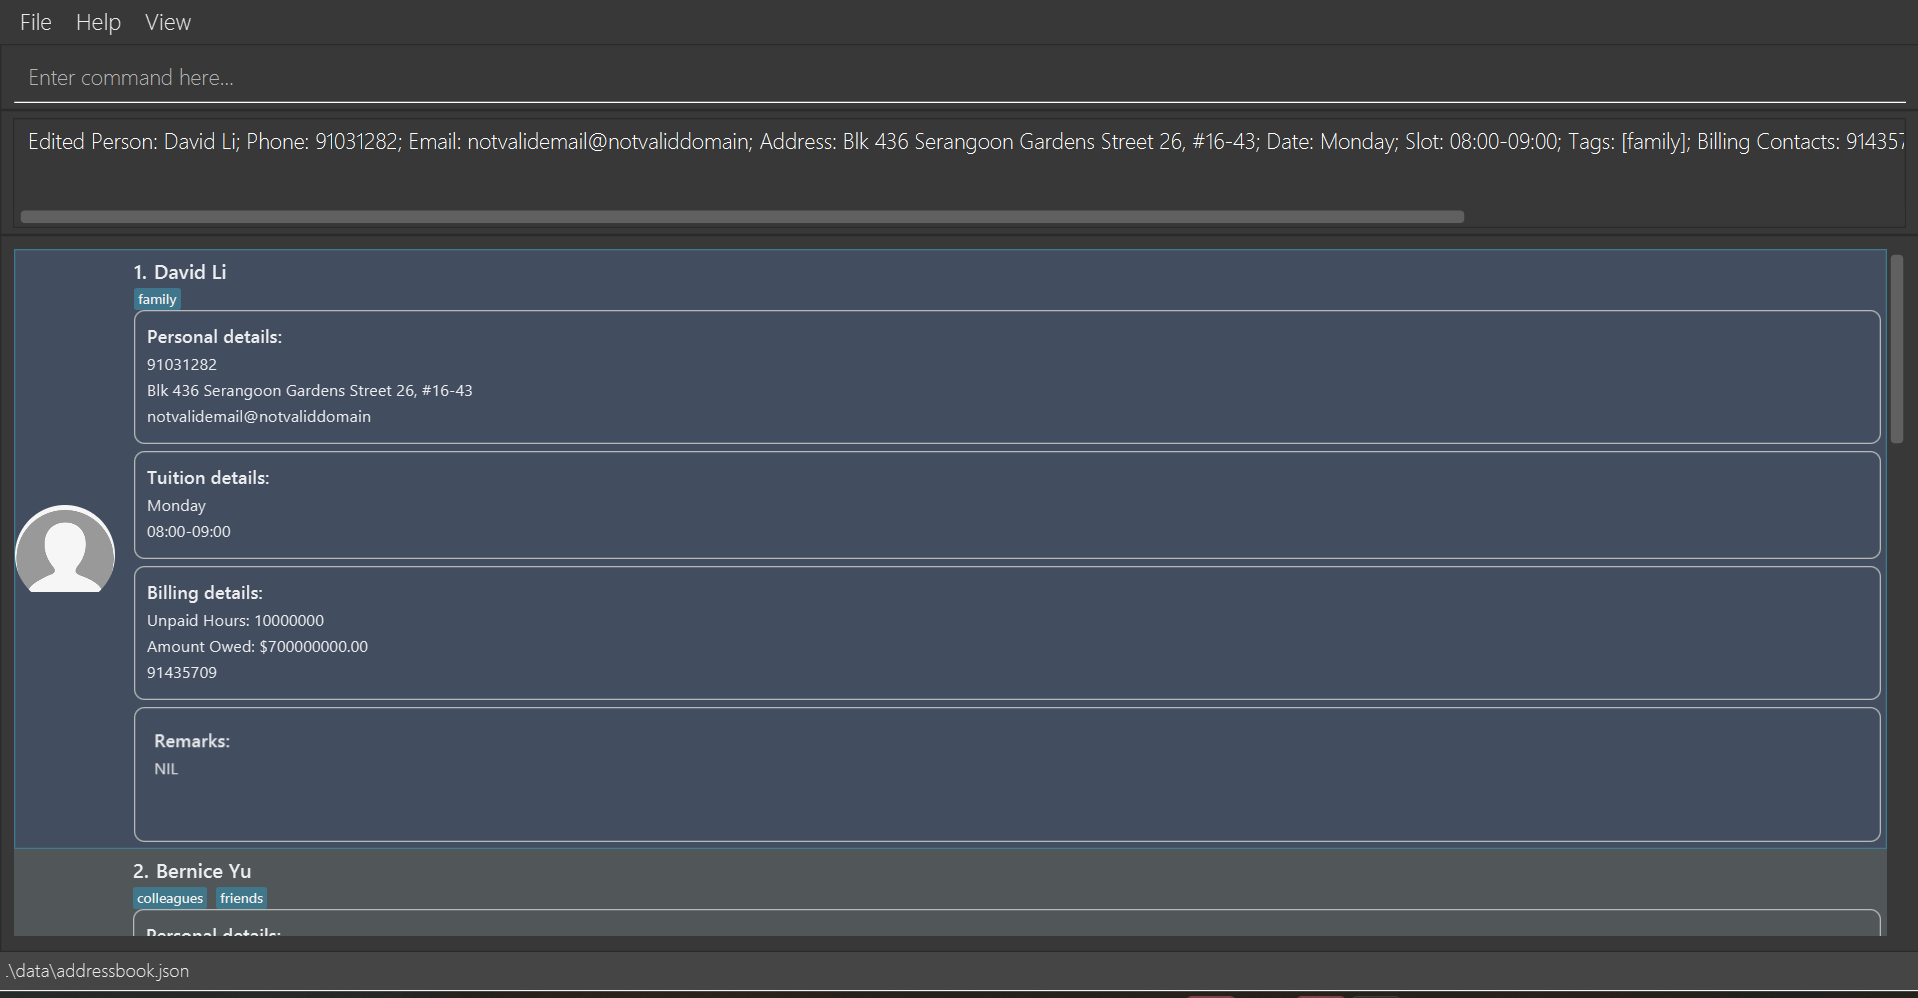 File Help View
Enter command here...
Edited Person: David Li; Phone: 91031282; Email: notvalidemail@notvaliddomain; Address: Blk 436 Serangoon Gardens Street 26, #16-43; Date: Monday; Slot: 08:00-09:00; Tags: [family]; Billing Contacts: 91435
1. David Li
family
Personal details:
91031282
Blk 436 Serangoon Gardens Street 26, #16-43
notvalidemail@notvaliddomain
Tuition details:
Monday
08:00-09:00
Billing details:
Unpaid Hours: 10000000
Amount Owed: $700000000.00
91435709
Remarks:
NIL
2. Bernice Yu
colleagues friends
Personal details:
.\data\addressbook.json